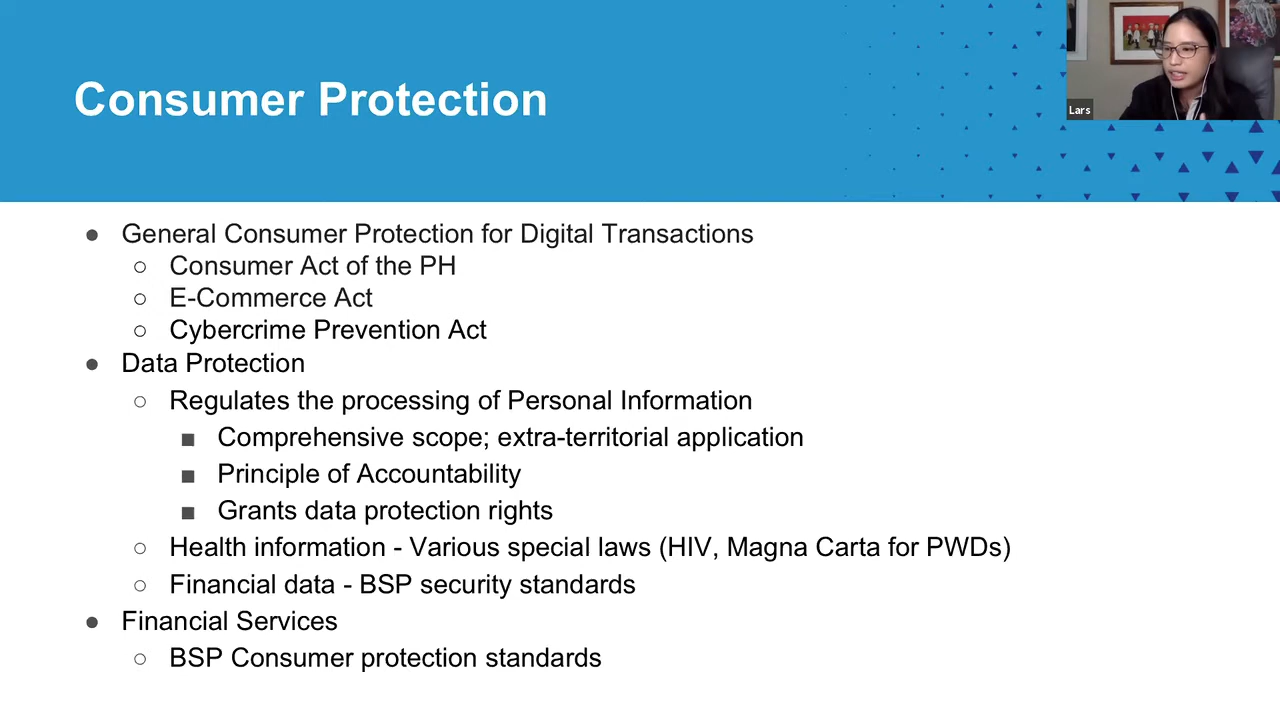 Consumer Protection
Lars
● General Consumer Protection for Digital Transactions
○ Consumer Act of the PH
○ E-Commerce Act
○ Cybercrime Prevention Act
● Data Protection
○ Regulates the processing of Personal Information
■ Comprehensive scope; extra-territorial application
■ Principle of Accountability
■ Grants data protection rights
○ Health information - Various special laws (HIV, Magna Carta for PWDs)
○ Financial data - BSP security standards
● Financial Services
○ BSP Consumer protection standards